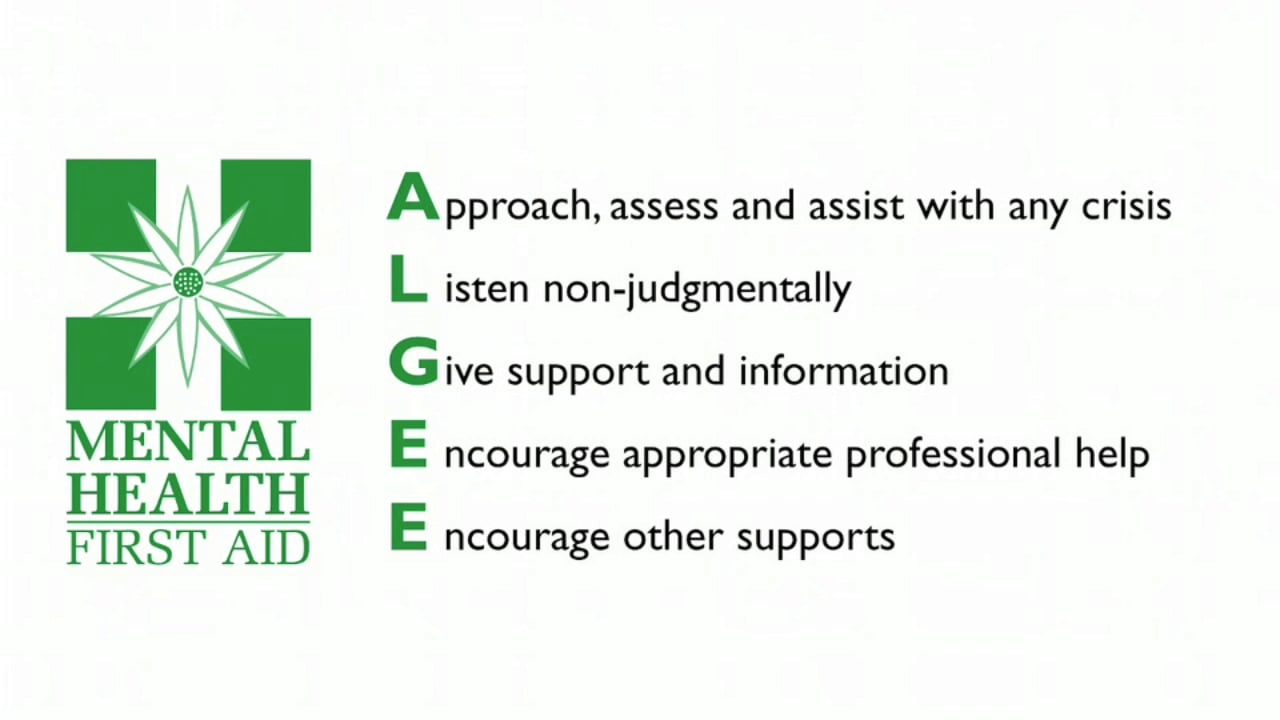 Approach, assess and assist with any crisis
Listen non-judgmentally
Give support and information
Encourage appropriate professional help
Encourage other supports
MENTAL
HEALTH
FIRST AID